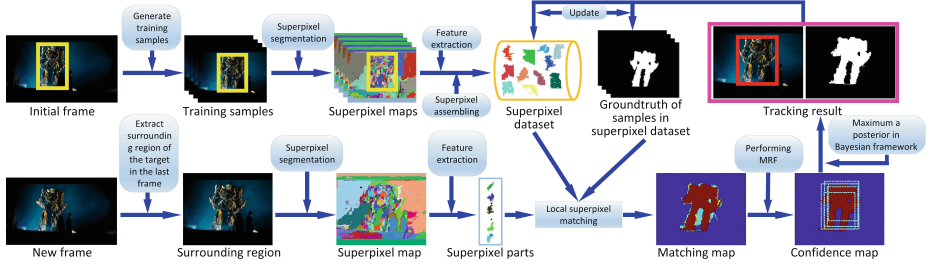 Generate
training
samples
Superpixel
segmentation
Feature
extraction
Update
Superpixel
assembling
Initial frame
Training samples
Superpixel maps
Superpixel
dataset
Groundtruth of
samples in
superpixel dataset
Tracking result
Extract
surroundin
g region of
the target
in the last
frame
Superpixel
segmentation
Feature
extraction
Local superpixel
matching
Performing
MRF
Maximum a
posterior in
Bayesian framework
New frame
Surrounding region
Superpixel map
Superpixel parts
Matching map
Confidence map